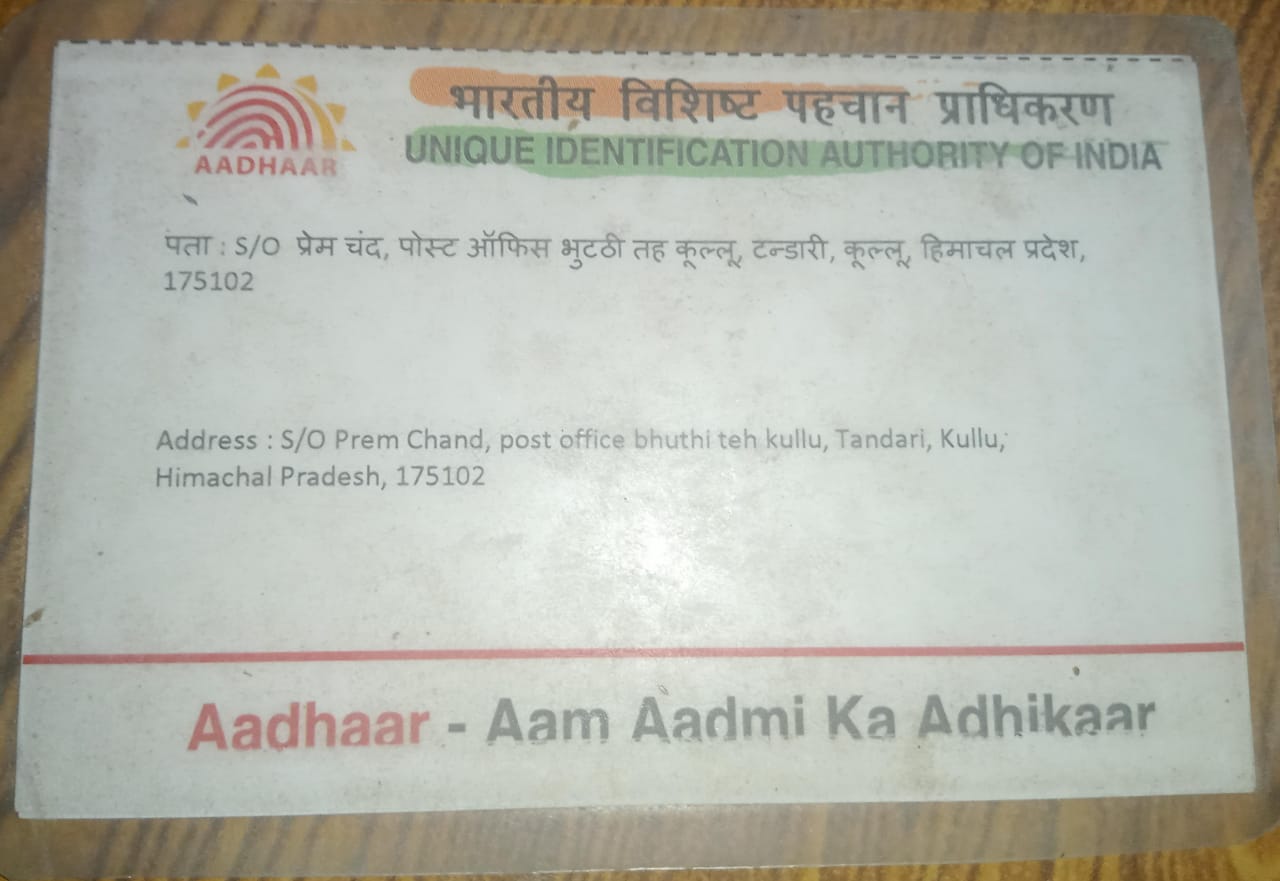 AADHAAR
भारतीय विशिष्ट पहचान प्राधिकरण
UNIQUE IDENTIFICATION AUTHORITY OF INDIA
पता : S/O प्रेम चंद, पोस्ट ऑफिस भुटठी तह कूल्लू, टन्डारी, कूल्लू, हिमाचल प्रदेश,
175102
Address : S/O Prem Chand, post office bhuthi teh kullu, Tandari, Kullu,
Himachal Pradesh, 175102
Aadhaar - Aam Aadmi Ka Adhikaar